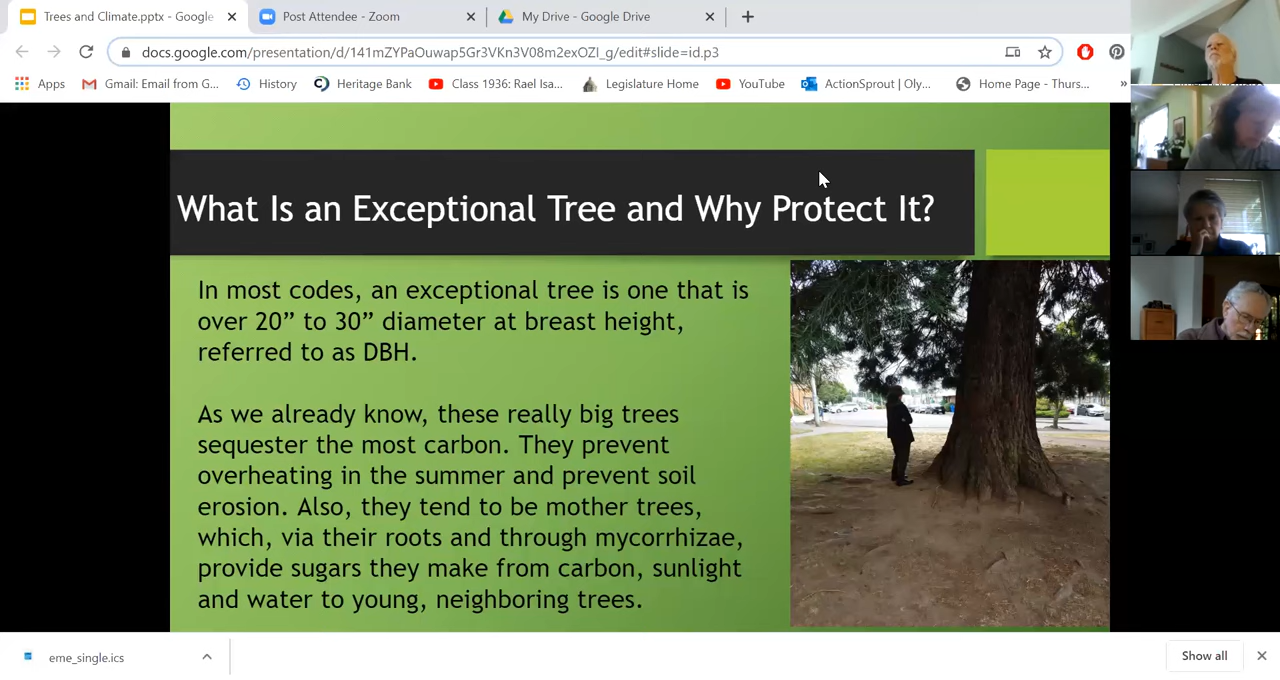 Trees and Climate.pptx - Google
Post Attendee - Zoom
My Drive - Google Drive
docs.google.com/presentation/d/141mZYPaOuwap5Gr3VKn3V08m2exOZI_g/edit#slide=id.p3
Apps
Gmail: Email from G...
History
Heritage Bank
Class 1936: Rael Isa...
Legislature Home
YouTube
ActionSprout | Oly...
Home Page - Thurs...
»
What Is an Exceptional Tree and Why Protect It?
In most codes, an exceptional tree is one that is
over 20” to 30” diameter at breast height,
referred to as DBH.
As we already know, these really big trees
sequester the most carbon. They prevent
overheating in the summer and prevent soil
erosion. Also, they tend to be mother trees,
which, via their roots and through mycorrhizae,
provide sugars they make from carbon, sunlight
and water to young, neighboring trees.
eme_single.ics
Show all